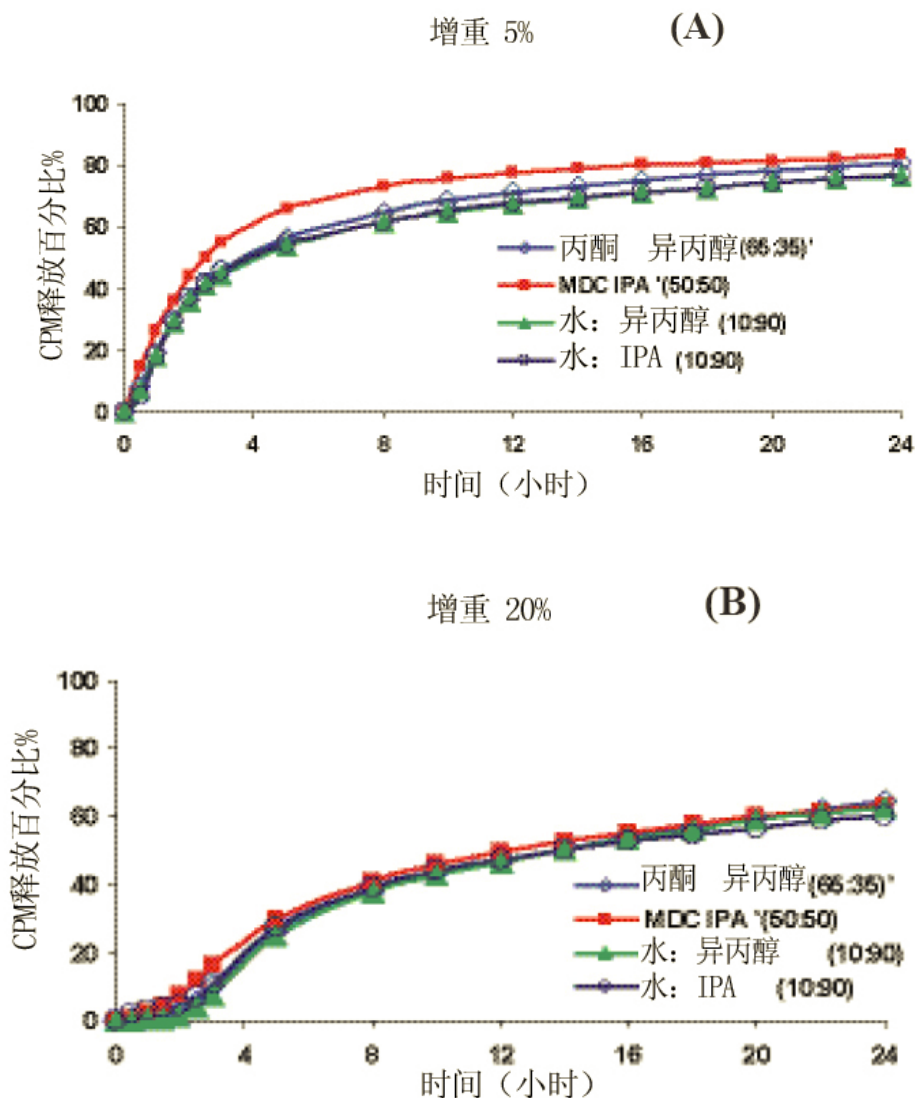 增重 5% (A)
CPM释放百分比%
100
80
60
40
20
0
丙酮 异丙醇(65:35)'
MDC IPA '(50:50)
水: 异丙醇 (10:90)
水: IPA (10:90)
0 4 8 12 16 20 24
时间（小时）
增重 20% (B)
CPM释放百分比%
100
80
60
40
20
0
丙酮 异丙醇(65:35)'
MDC IPA '(50:50)
水: 异丙醇 (10:90)
水: IPA (10:90)
0 4 8 12 16 20 24
时间（小时）